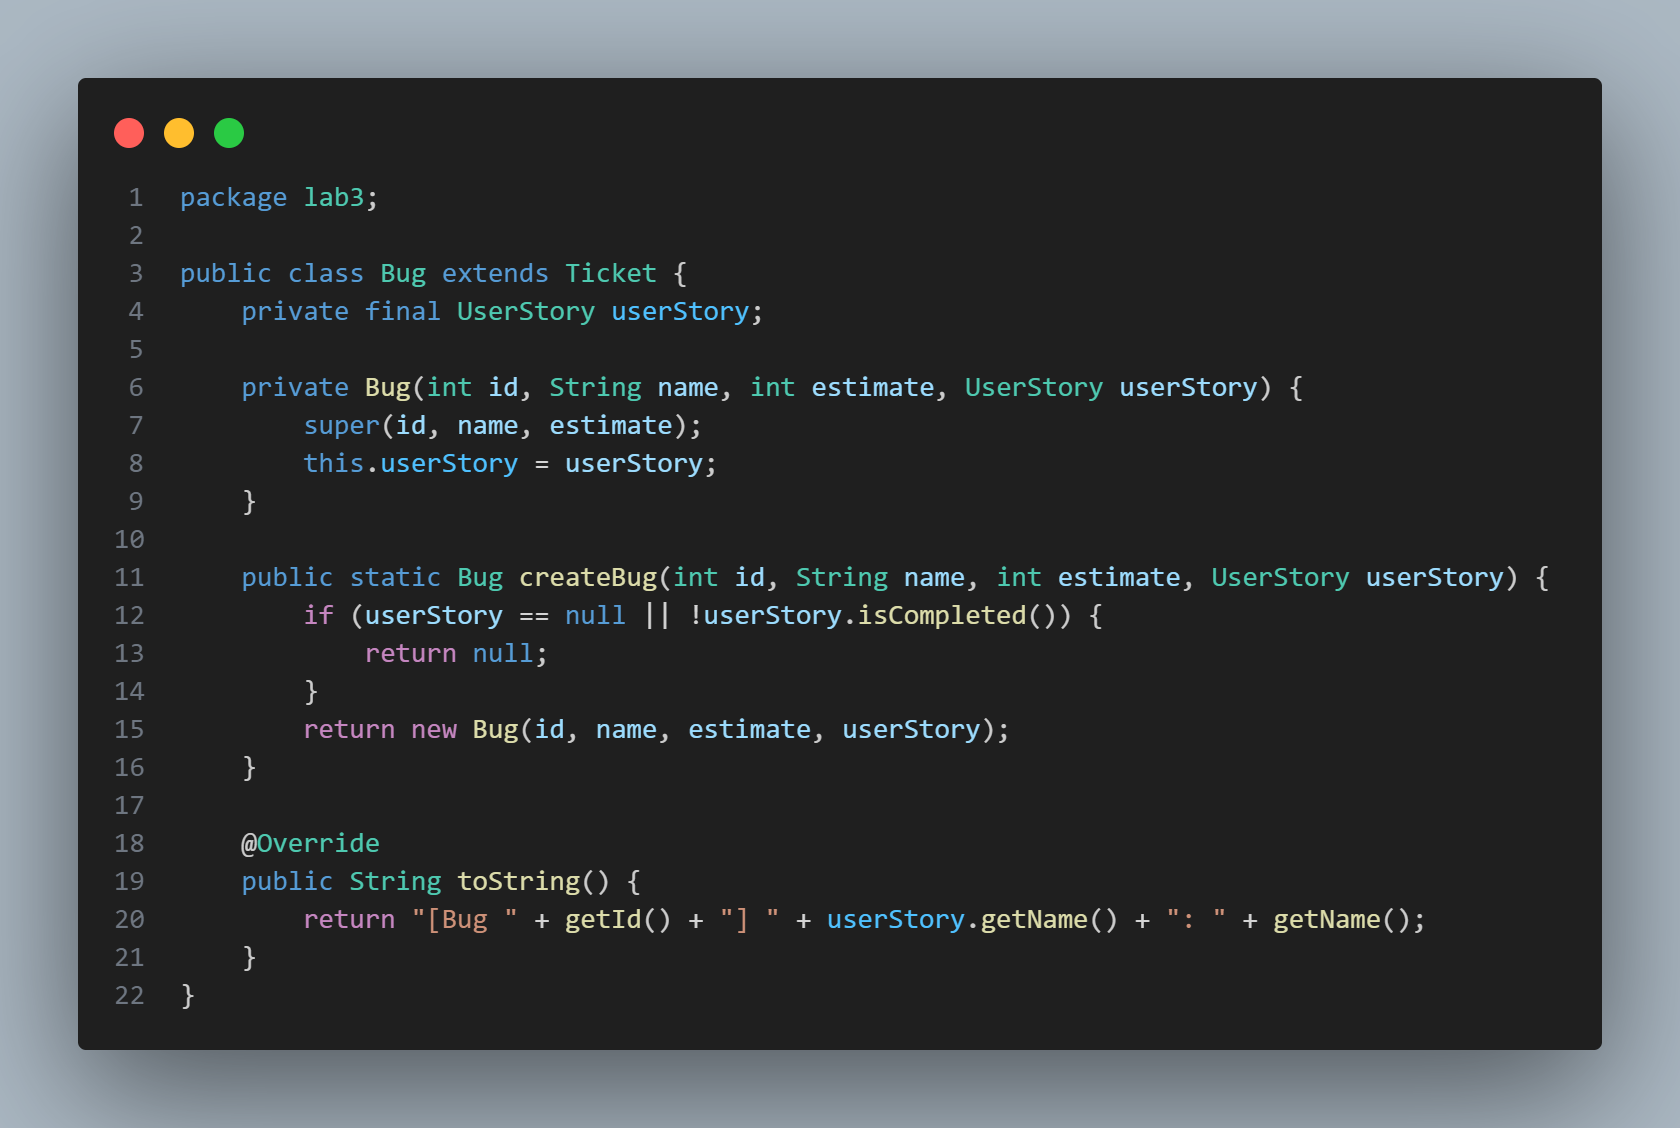 1 package lab3;
2
3 public class Bug extends Ticket {
4     private final UserStory userStory;
5
6     private Bug(int id, String name, int estimate, UserStory userStory) {
7         super(id, name, estimate);
8         this.userStory = userStory;
9     }
10
11     public static Bug createBug(int id, String name, int estimate, UserStory userStory) {
12         if (userStory == null || !userStory.isCompleted()) {
13             return null;
14         }
15         return new Bug(id, name, estimate, userStory);
16     }
17
18     @Override
19     public String toString() {
20         return "[Bug " + getId() + "] " + userStory.getName() + ": " + getName();
21     }
22 }